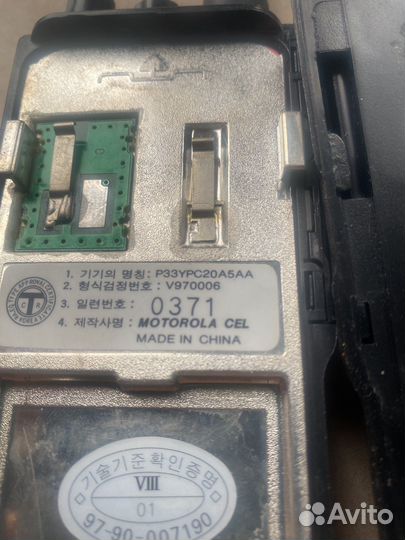 1. 기기의 명칭: P33YPC20A5AA
2. 형식검정번호: V970006
3. 일련번호: 0371
4. 제작사명: MOTOROLA CEL
MADE IN CHINA
기술기준확인증명
VIII
01
97-90-007190
Avito